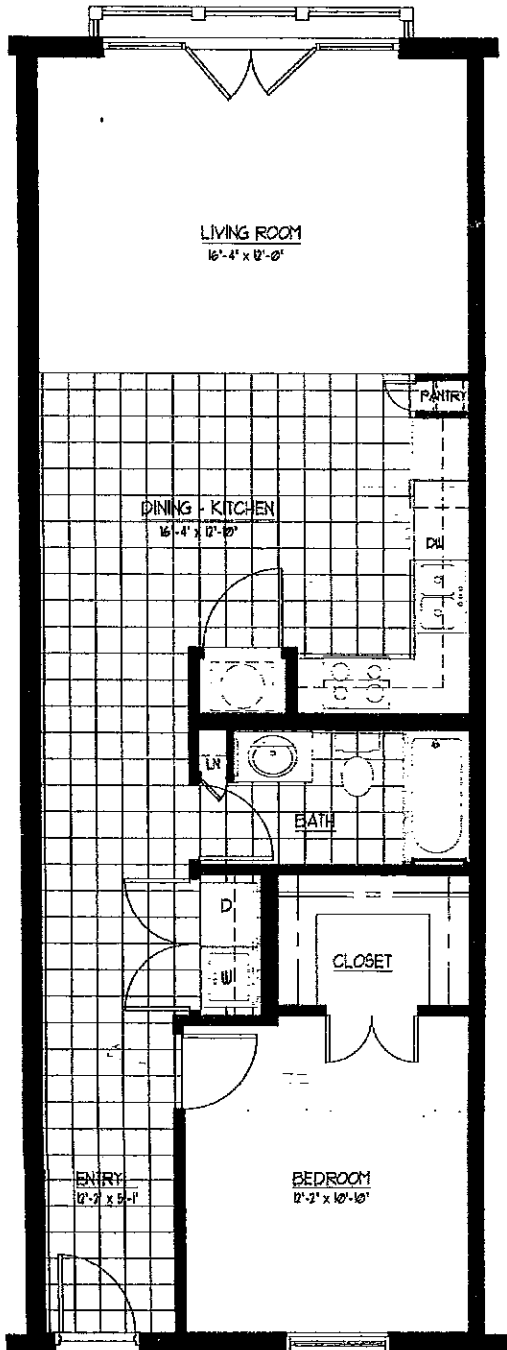 LIVING ROOM
16'-4" x 12'-0"
PANTRY
DINING - KITCHEN
16'-4" x 12'-10"
DW
LN
BATH
D
W
CLOSET
ENTRY
12'-2" x 5'-1"
BEDROOM
12'-2" x 10'-10"